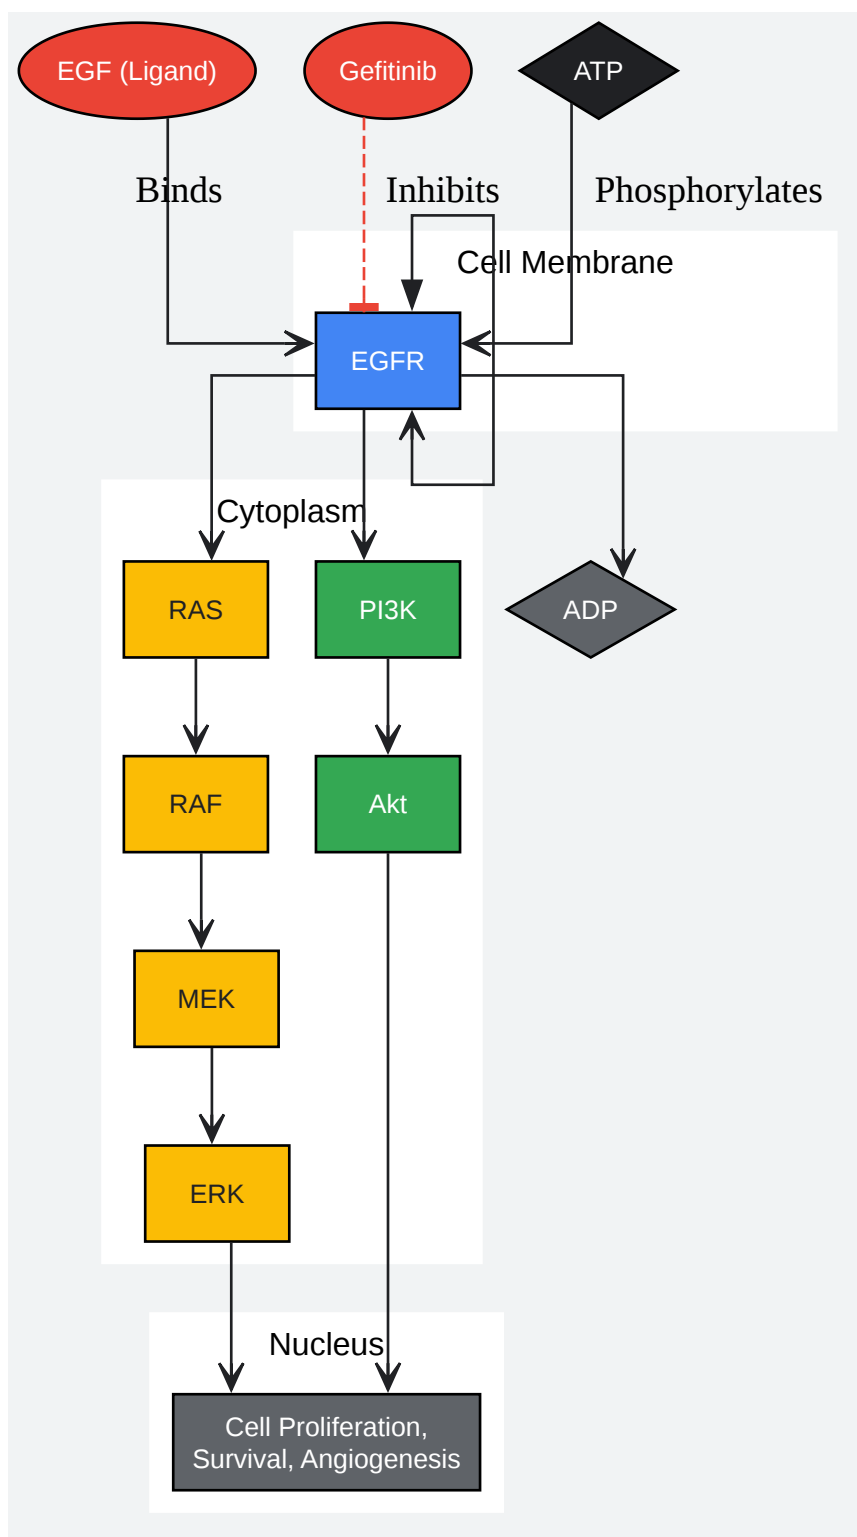 EGF (Ligand)
Gefitinib
ATP
Binds
Inhibits
Phosphorylates
Cell Membrane
EGFR
Cytoplasm
RAS
PI3K
ADP
RAF
Akt
MEK
ERK
Nucleus
Cell Proliferation,
Survival, Angiogenesis